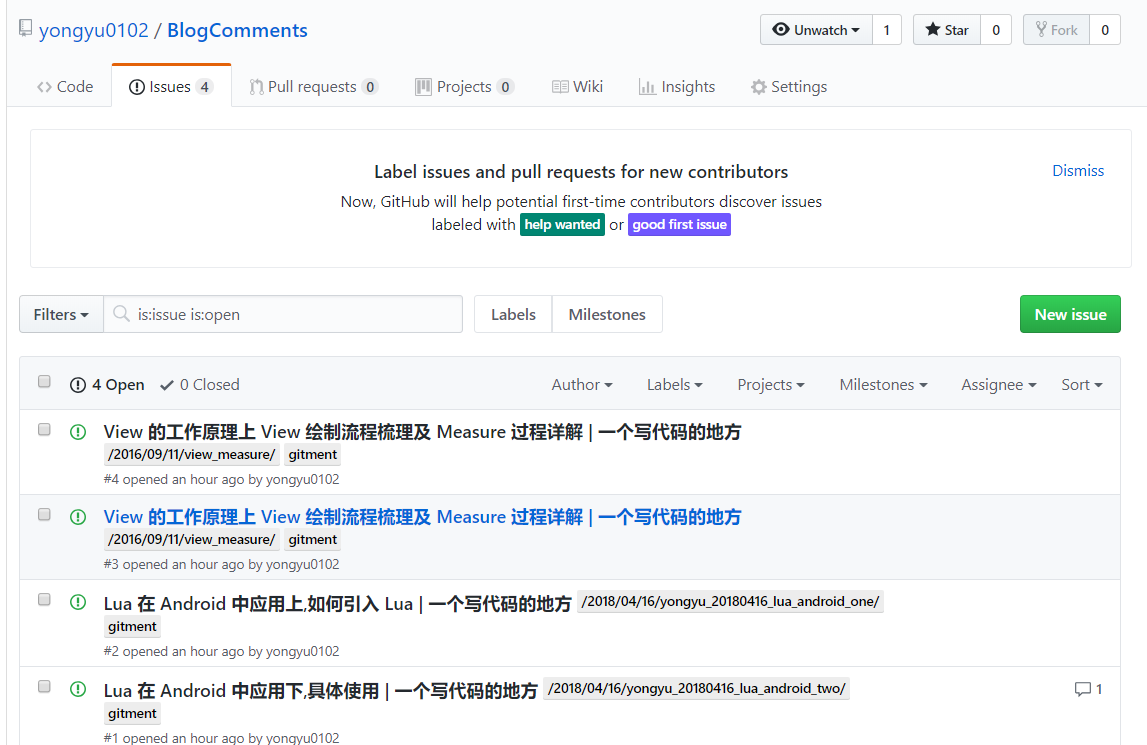 yongyu0102 / BlogComments
Unwatch 1 Star 0 Fork 0
Code Issues 4 Pull requests 0 Projects 0 Wiki Insights Settings
Label issues and pull requests for new contributors
Dismiss
Now, GitHub will help potential first-time contributors discover issues
labeled with help wanted or good first issue
Filters is:issue is:open Labels Milestones New issue
4 Open 0 Closed Author Labels Projects Milestones Assignee Sort
View 的工作原理上 View 绘制流程梳理及 Measure 过程详解 | 一个写代码的地方
/2016/09/11/view_measure/ gitment
#4 opened an hour ago by yongyu0102
View 的工作原理上 View 绘制流程梳理及 Measure 过程详解 | 一个写代码的地方
/2016/09/11/view_measure/ gitment
#3 opened an hour ago by yongyu0102
Lua 在 Android 中应用上,如何引入 Lua | 一个写代码的地方 /2018/04/16/yongyu_20180416_lua_android_one/
gitment
#2 opened an hour ago by yongyu0102
Lua 在 Android 中应用下,具体使用 | 一个写代码的地方 /2018/04/16/yongyu_20180416_lua_android_two/ 1
gitment
#1 opened an hour ago by yongyu0102